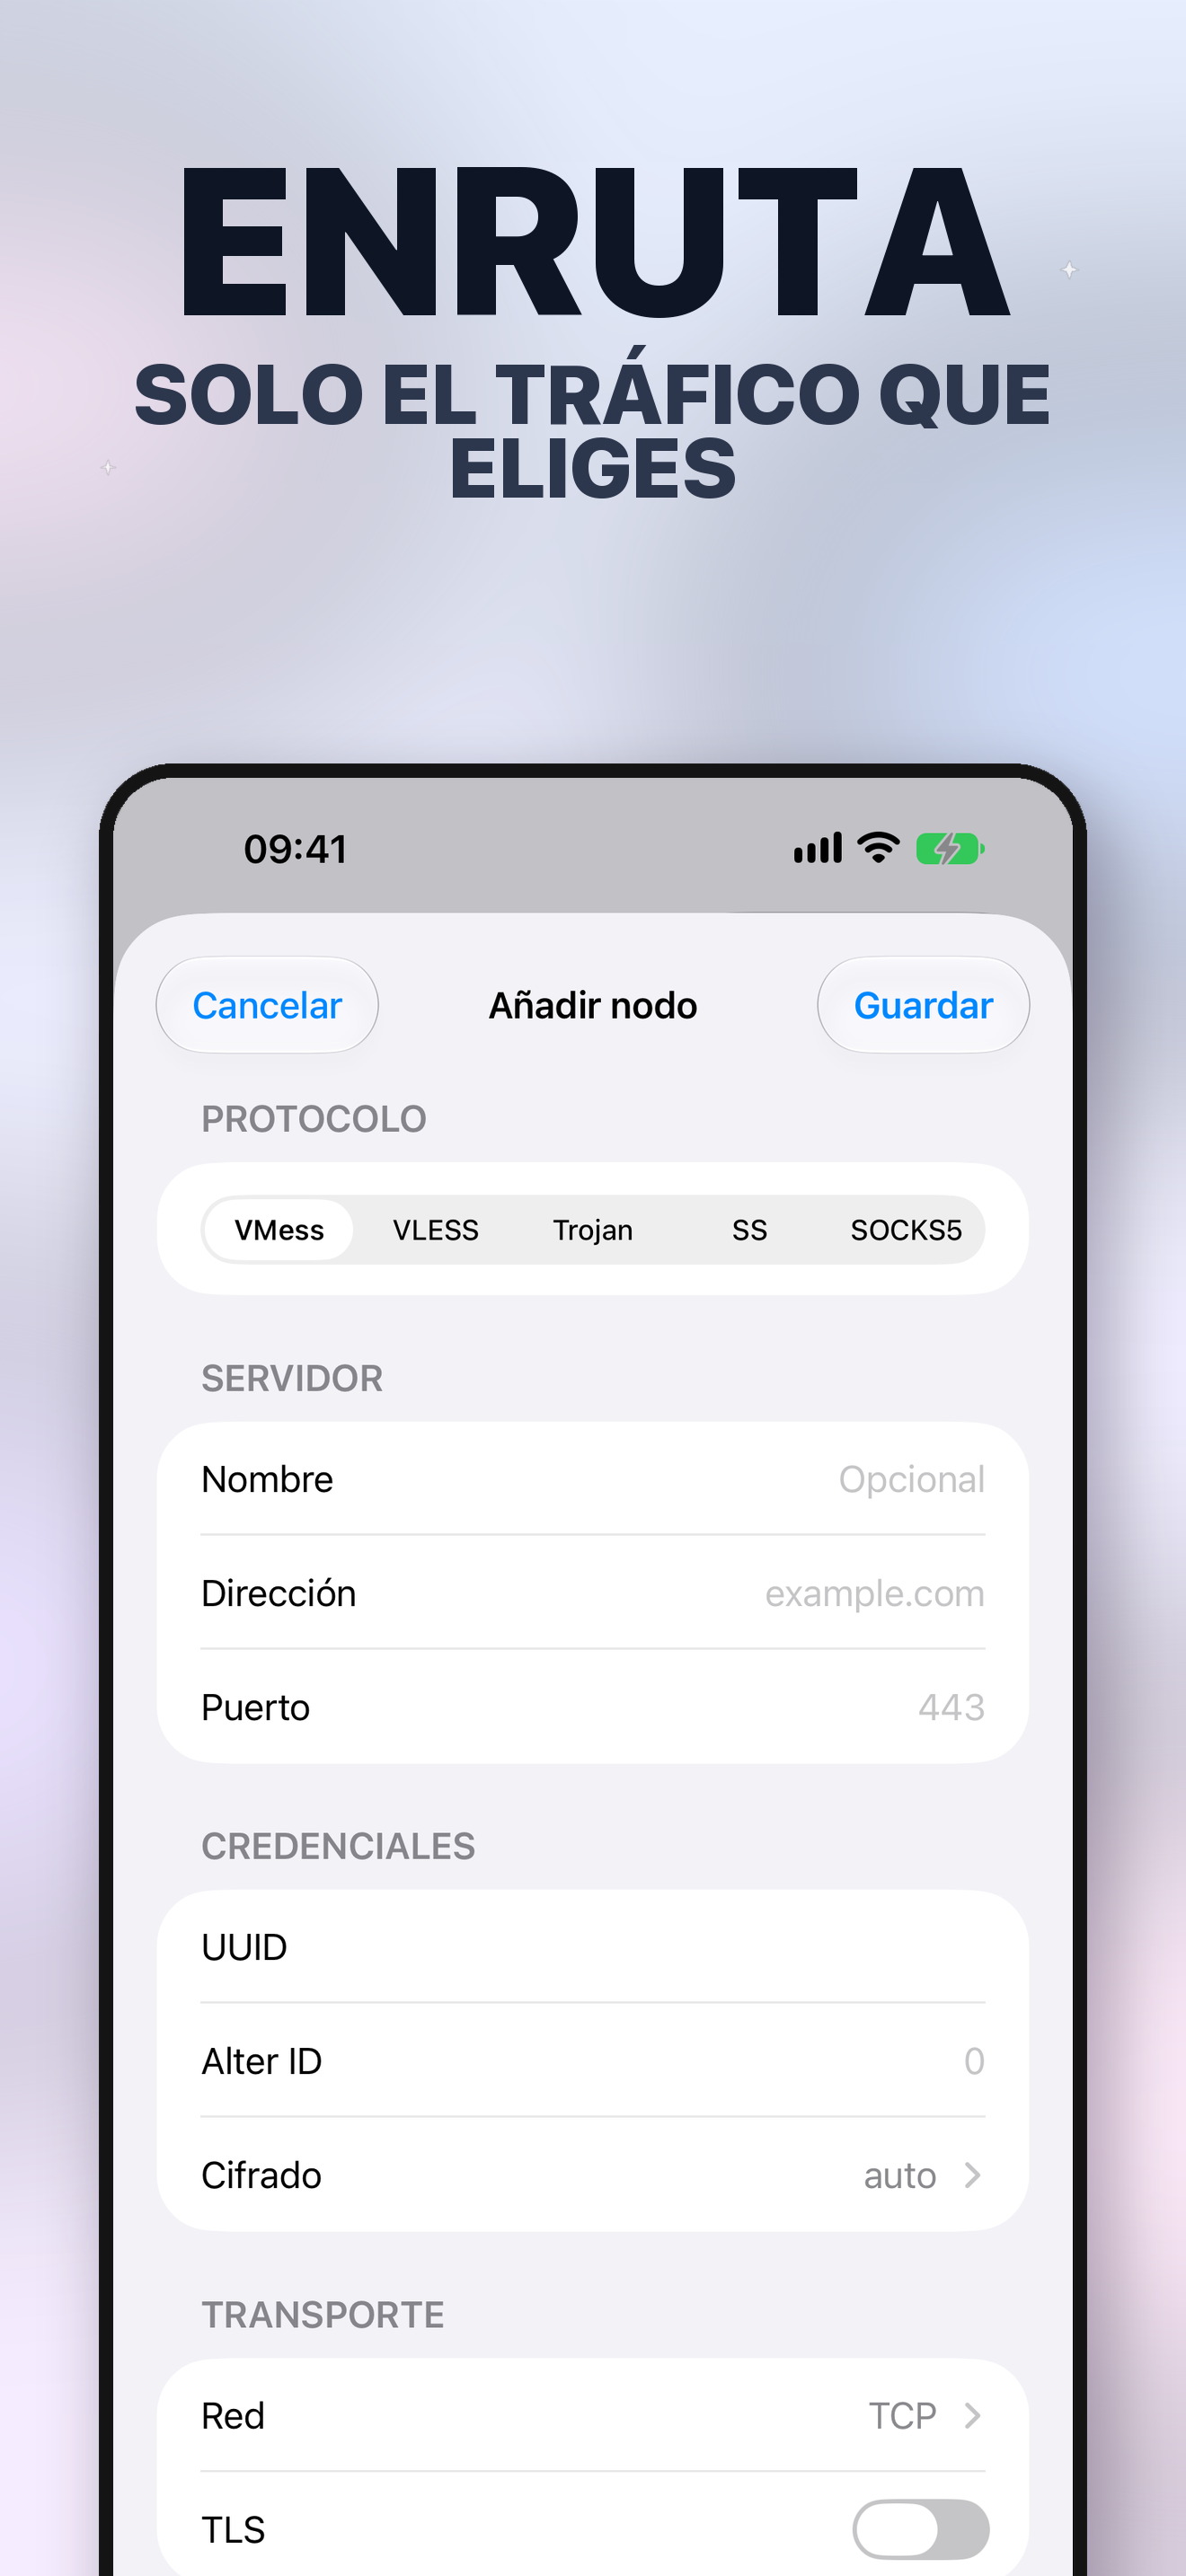 ENRUTA
SOLO EL TRÁFICO QUE
ELIGES
09:41
Cancelar
Añadir nodo
Guardar
PROTOCOLO
VMess
VLESS
Trojan
SS
SOCKS5
SERVIDOR
Nombre
Opcional
Dirección
example.com
Puerto
443
CREDENCIALES
UUID
Alter ID
0
Cifrado
auto
TRANSPORTE
Red
TCP
TLS